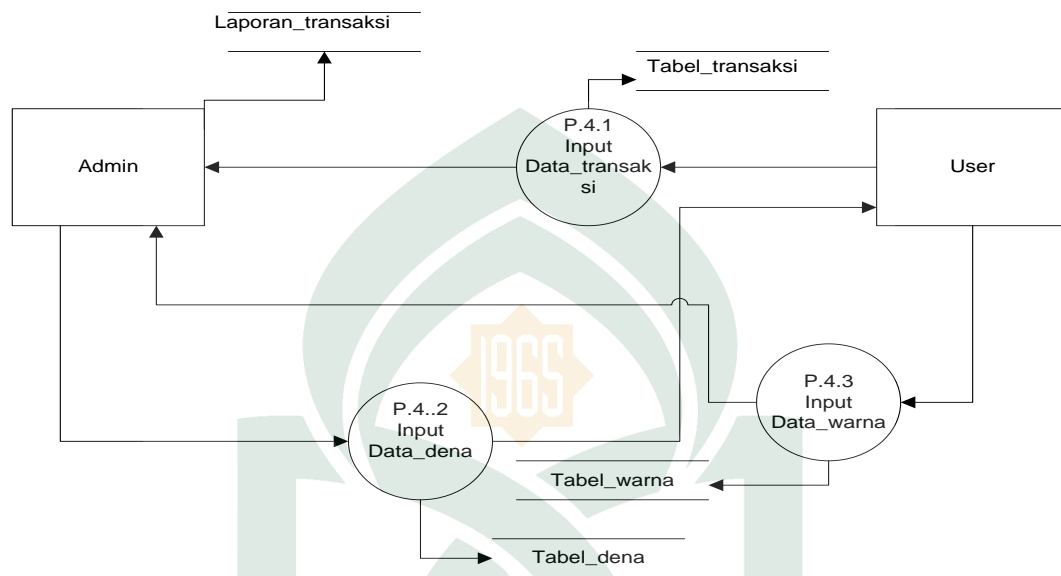 Laporan_transaksi
Tabel_transaksi
Admin
P.4.1
Input
Data_transak
si
User
1965
P.4..2
Input
Data_dena
P.4.3
Input
Data_warna
Tabel_warna
Tabel_dena